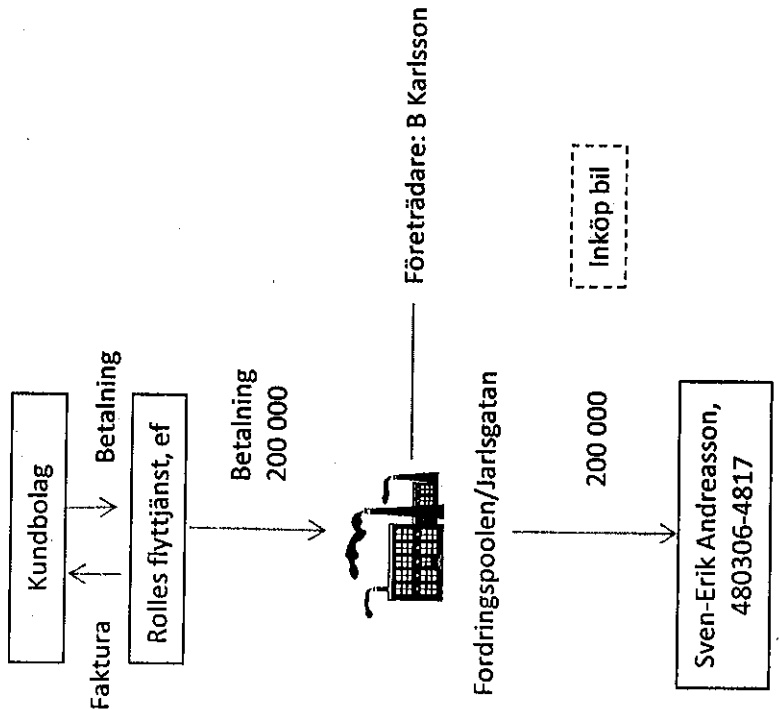 Kundbolag
Faktura
Betalning
Rolles flyttjänst, ef
Betalning
200 000
Företrädare: B Karlsson
Fordringspoolen/Jarlsgatan
200 000
Inköp bil
Sven-Erik Andreasson,
480306-4817